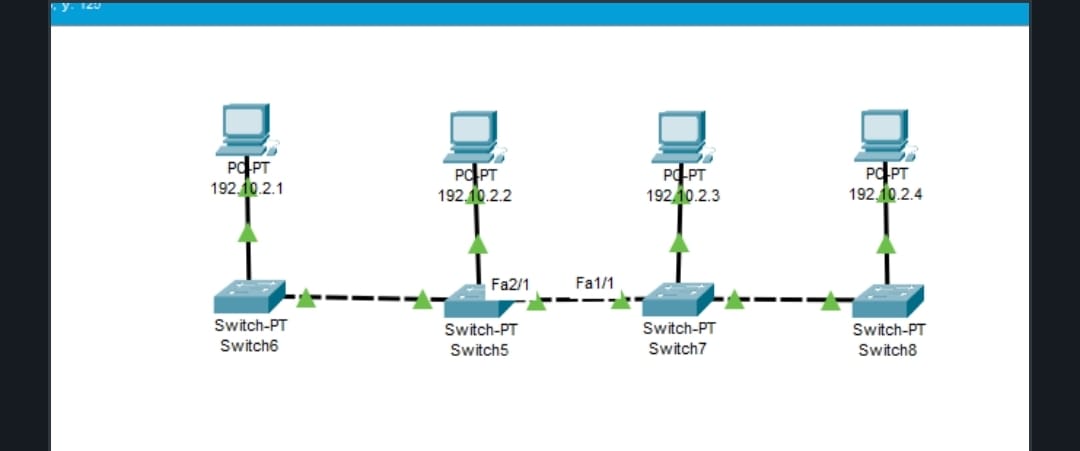 y: 125
PC-PT
192.10.2.1
PC-PT
192.10.2.2
PC-PT
192.10.2.3
PC-PT
192.10.2.4
Fa2/1
Fa1/1
Switch-PT
Switch6
Switch-PT
Switch5
Switch-PT
Switch7
Switch-PT
Switch8